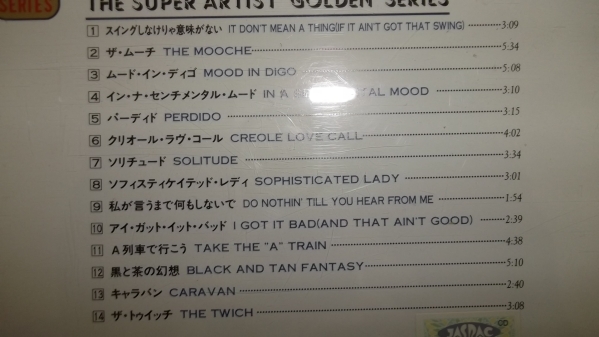 SERIES
THE SUPER ARTIST "GOLDEN" SERIES
1 スイングしなけりゃ意味がない IT DON'T MEAN A THING(IF IT AIN'T GOT THAT SWING) 3:09
2 ザ・ムーチ THE MOOCHE 5:34
3 ムード・イン・ディゴ MOOD IN DIGO 5:08
4 イン・ナ・センチメンタル・ムード IN A TAL MOOD 3:10
5 パーディド PERDIDO 3:15
6 クリオール・ラヴ・コール CREOLE LOVE CALL 4:02
7 ソリチュード SOLITUDE 3:34
8 ソフィスティケイテッド・レディ SOPHISTICATED LADY 3:01
9 私が言うまで何もしないで DO NOTHIN' TILL YOU HEAR FROM ME 1:54
10 アイ・ガット・イット・バッド I GOT IT BAD(AND THAT AIN'T GOOD) 2:39
11 A列車で行こう TAKE THE "A" TRAIN 4:38
12 黒と茶の幻想 BLACK AND TAN FANTASY 5:10
13 キャラバン CARAVAN 2:40
14 ザ・トゥイッチ THE TWICH 3:08
JASRAC